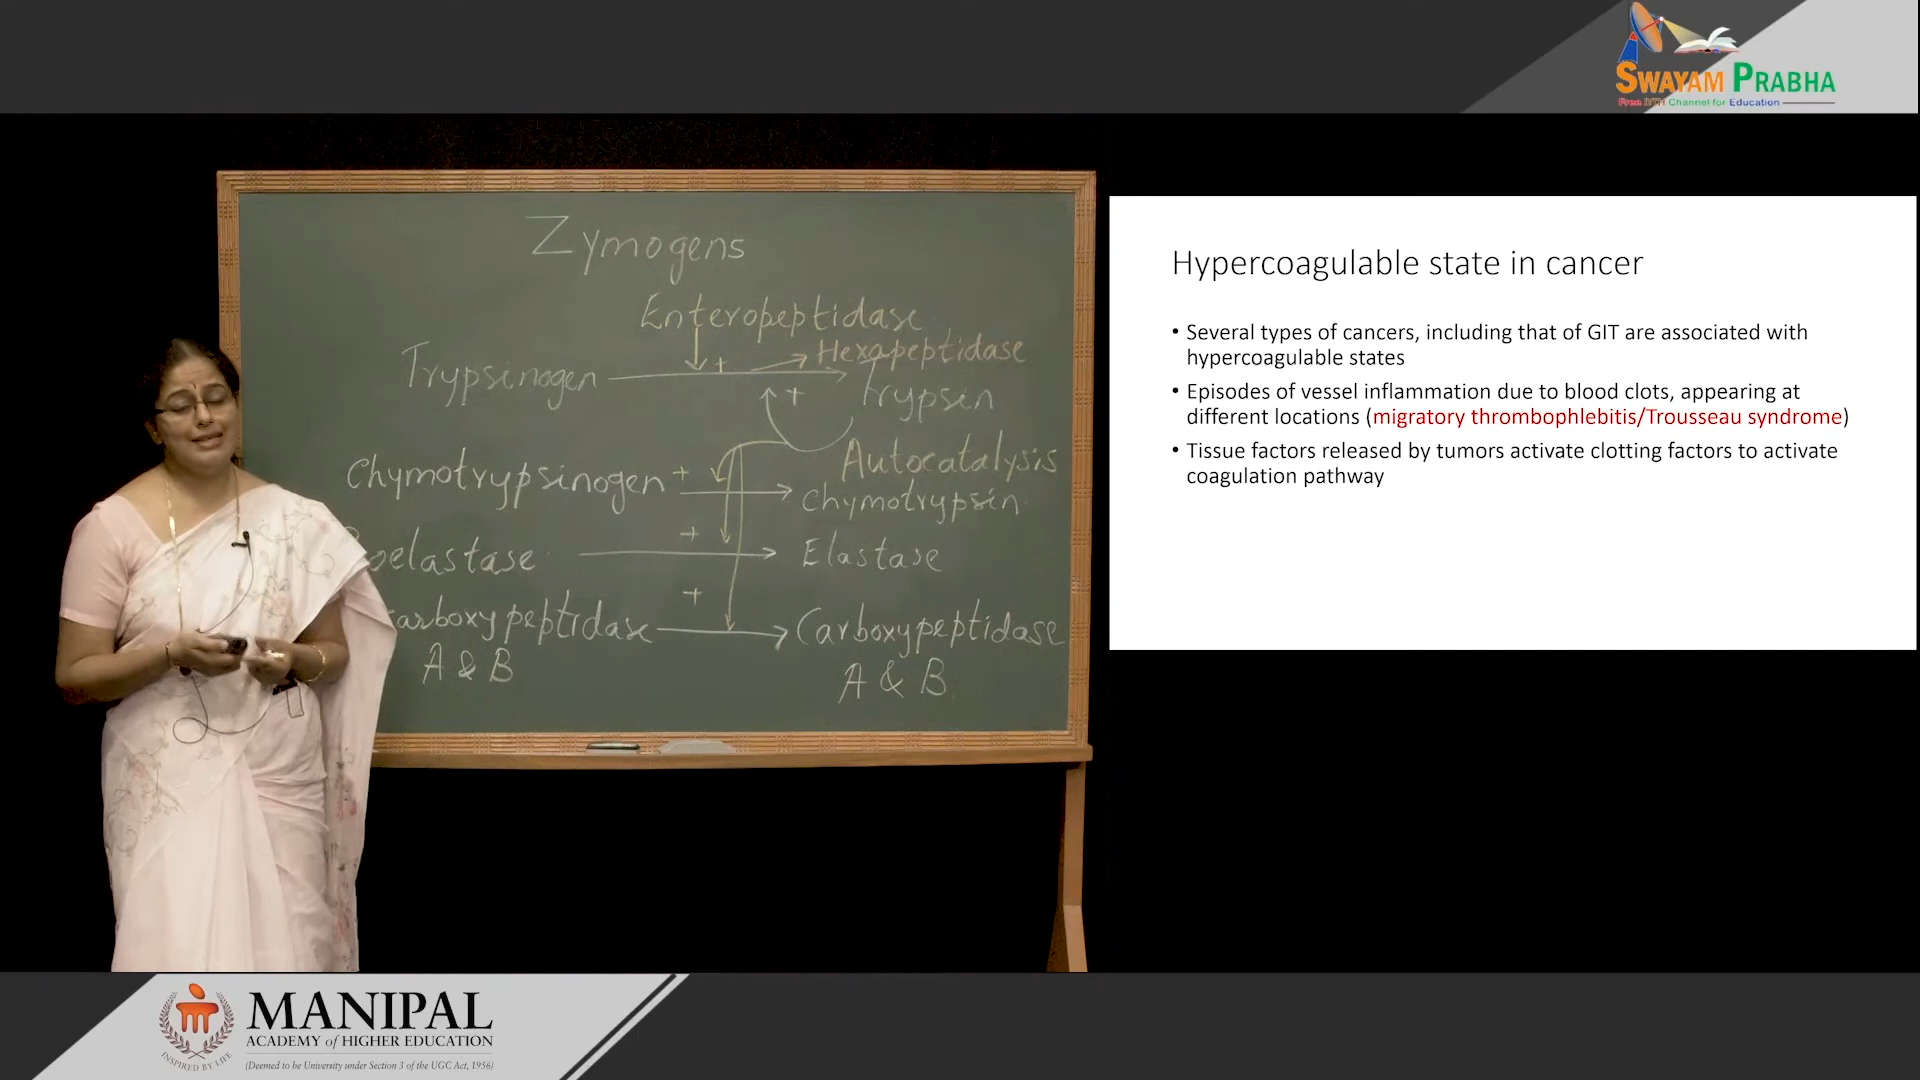 SWAYAM PRABHA
Free DTH Channel for Education
Zymogens
Enteropeptidase
+ Hexapeptidase
Trypsinogen Trypsin
+
Chymotrypsinogen + Autocatalysis
Chymotrypsin
+
oelastase Elastase
+
arboxypeptidase Carboxypeptidase
A & B A & B
Hypercoagulable state in cancer
• Several types of cancers, including that of GIT are associated with
hypercoagulable states
• Episodes of vessel inflammation due to blood clots, appearing at
different locations (migratory thrombophlebitis/Trousseau syndrome)
• Tissue factors released by tumors activate clotting factors to activate
coagulation pathway
INSPIRED BY LIFE
MANIPAL
ACADEMY of HIGHER EDUCATION
(Deemed to be University under Section 3 of the UGC Act, 1956)